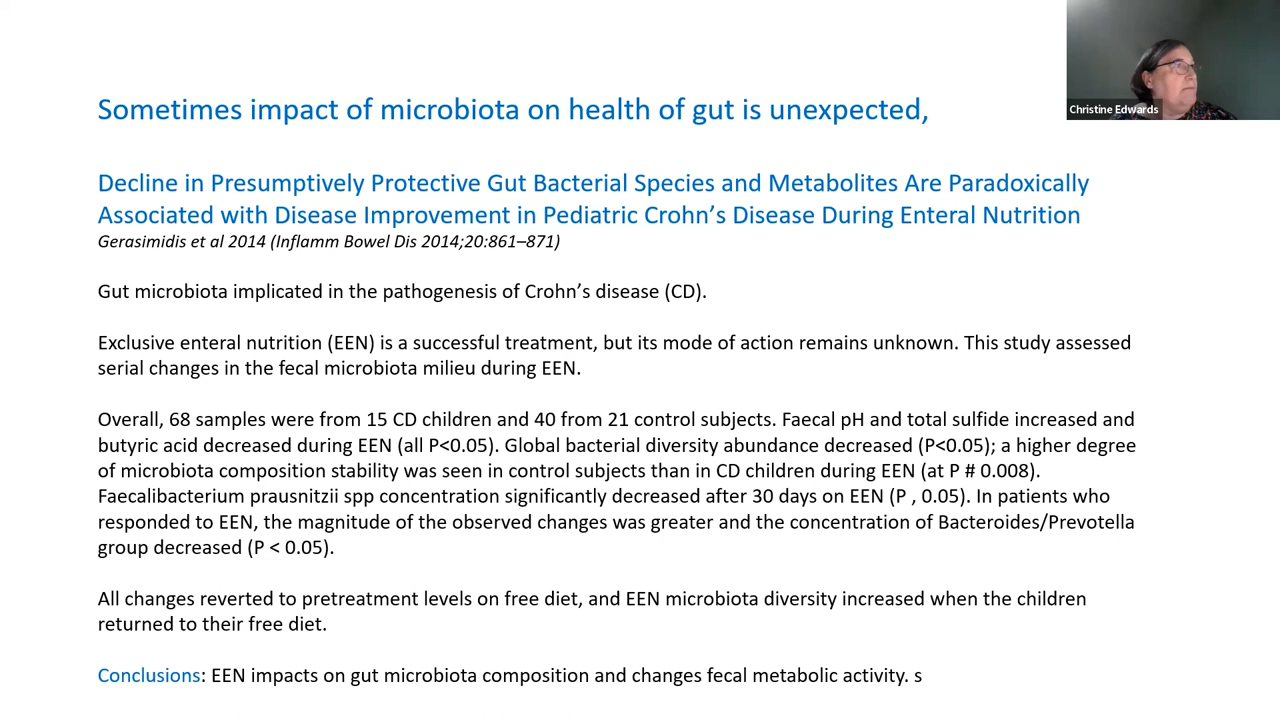 Christine Edwards
Sometimes impact of microbiota on health of gut is unexpected,
Decline in Presumptively Protective Gut Bacterial Species and Metabolites Are Paradoxically
Associated with Disease Improvement in Pediatric Crohn’s Disease During Enteral Nutrition
Gerasimidis et al 2014 (Inflamm Bowel Dis 2014;20:861–871)
Gut microbiota implicated in the pathogenesis of Crohn’s disease (CD).
Exclusive enteral nutrition (EEN) is a successful treatment, but its mode of action remains unknown. This study assessed
serial changes in the fecal microbiota milieu during EEN.
Overall, 68 samples were from 15 CD children and 40 from 21 control subjects. Faecal pH and total sulfide increased and
butyric acid decreased during EEN (all P<0.05). Global bacterial diversity abundance decreased (P<0.05); a higher degree
of microbiota composition stability was seen in control subjects than in CD children during EEN (at P # 0.008).
Faecalibacterium prausnitzii spp concentration significantly decreased after 30 days on EEN (P , 0.05). In patients who
responded to EEN, the magnitude of the observed changes was greater and the concentration of Bacteroides/Prevotella
group decreased (P < 0.05).
All changes reverted to pretreatment levels on free diet, and EEN microbiota diversity increased when the children
returned to their free diet.
Conclusions: EEN impacts on gut microbiota composition and changes fecal metabolic activity. s